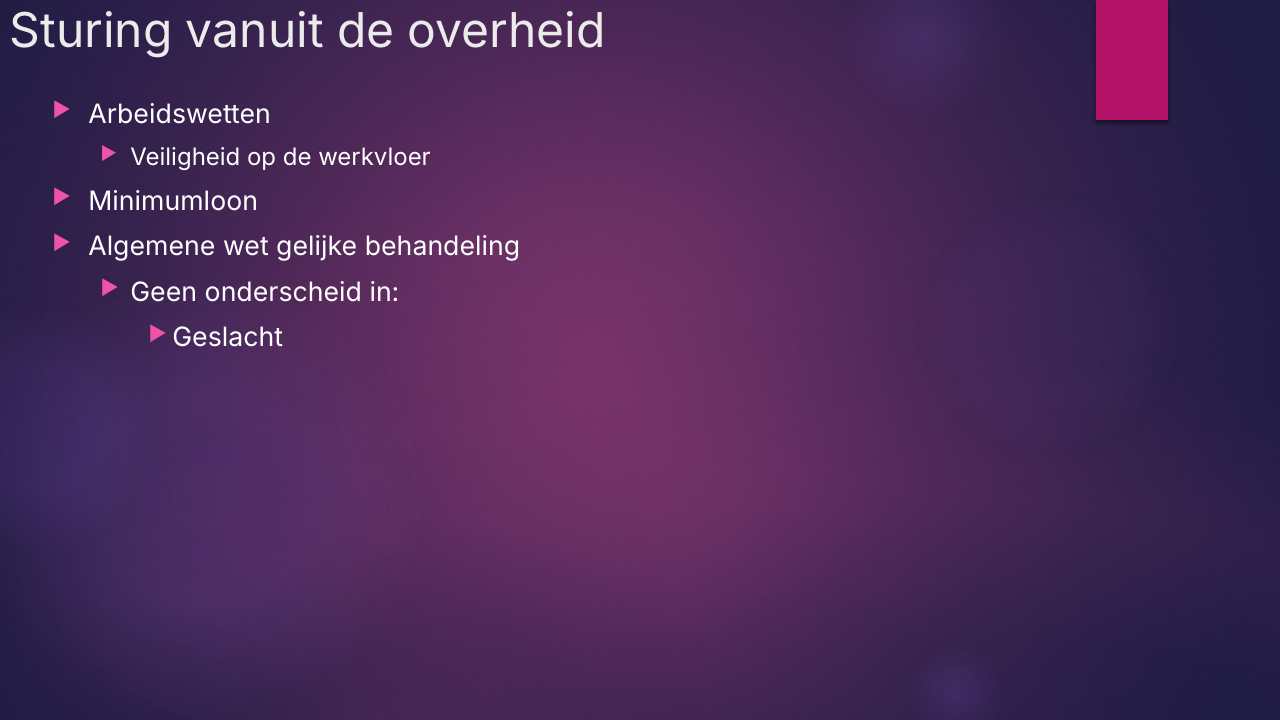 Sturing vanuit de overheid
Arbeidswetten
Veiligheid op de werkvloer
Minimumloon
Algemene wet gelijke behandeling
Geen onderscheid in:
Geslacht